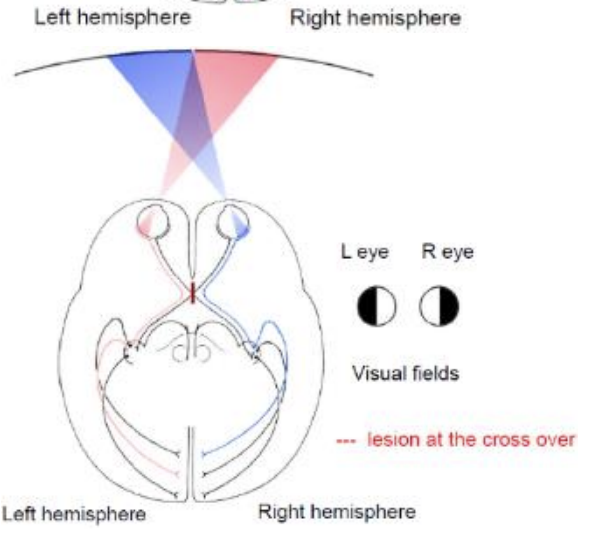 Left hemisphere Right hemisphere
L eye R eye
Visual fields
--- lesion at the cross over
Left hemisphere Right hemisphere